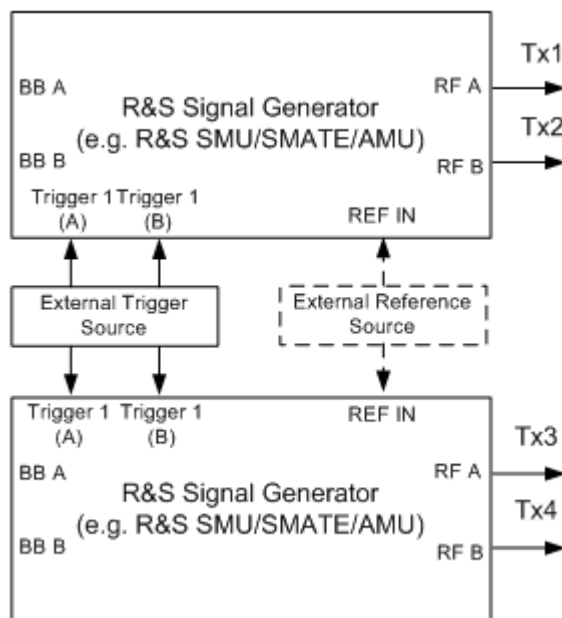 Tx1
BB A
RF A
R&S Signal Generator
(e.g. R&S SMU/SMATE/AMU)
Tx2
BB B
RF B
Trigger 1 Trigger 1
(A) (B)
REF IN
External Trigger
Source
External Reference
Source
Trigger 1 Trigger 1
(A) (B)
REF IN
Tx3
BB A
RF A
R&S Signal Generator
(e.g. R&S SMU/SMATE/AMU)
Tx4
BB B
RF B